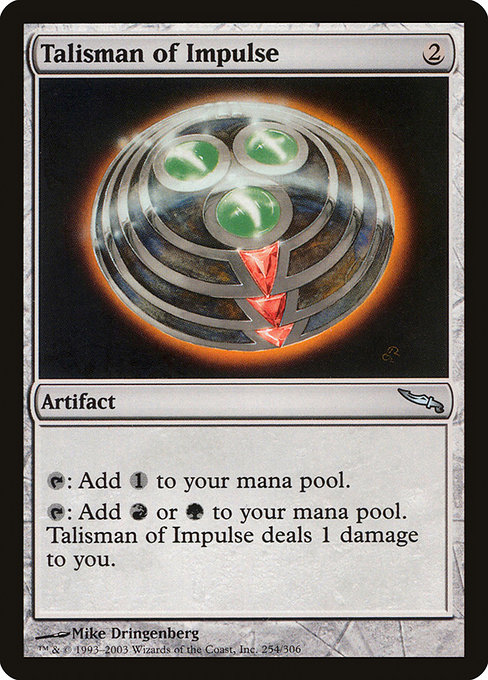 Talisman of Impulse 2
Artifact
: Add 1 to your mana pool.
: Add or to your mana pool.
Talisman of Impulse deals 1 damage
to you.
Mike Dringenberg
™ & © 1993–2003 Wizards of the Coast, Inc. 254/306